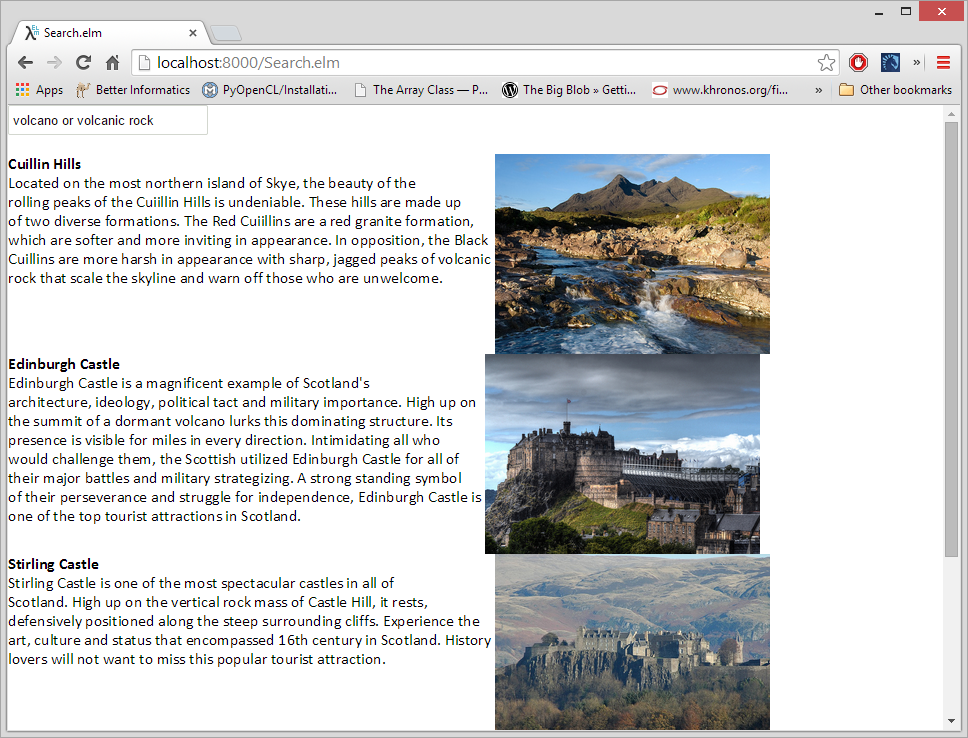 Search.elm
localhost:8000/Search.elm
Apps Better Informatics PyOpenCL/Installati... The Array Class — P... The Big Blob » Getti... www.khronos.org/fi... » Other bookmarks
volcano or volcanic rock
Cuillin Hills
Located on the most northern island of Skye, the beauty of the
rolling peaks of the Cuiillin Hills is undeniable. These hills are made up
of two diverse formations. The Red Cuiillins are a red granite formation,
which are softer and more inviting in appearance. In opposition, the Black
Cuillins are more harsh in appearance with sharp, jagged peaks of volcanic
rock that scale the skyline and warn off those who are unwelcome.
Edinburgh Castle
Edinburgh Castle is a magnificent example of Scotland's
architecture, ideology, political tact and military importance. High up on
the summit of a dormant volcano lurks this dominating structure. Its
presence is visible for miles in every direction. Intimidating all who
would challenge them, the Scottish utilized Edinburgh Castle for all of
their major battles and military strategizing. A strong standing symbol
of their perseverance and struggle for independence, Edinburgh Castle is
one of the top tourist attractions in Scotland.
Stirling Castle
Stirling Castle is one of the most spectacular castles in all of
Scotland. High up on the vertical rock mass of Castle Hill, it rests,
defensively positioned along the steep surrounding cliffs. Experience the
art, culture and status that encompassed 16th century in Scotland. History
lovers will not want to miss this popular tourist attraction.